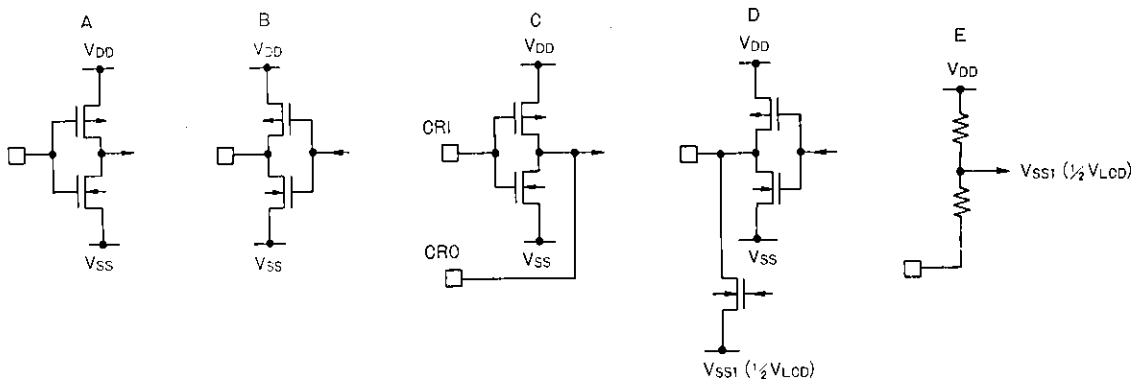 A
VDD
VSS
B
VDD
VSS
C
VDD
CRI
VSS
CRO
D
VDD
VSS
VSS1 (½VLCD)
E
VDD
VSS1 (½VLCD)